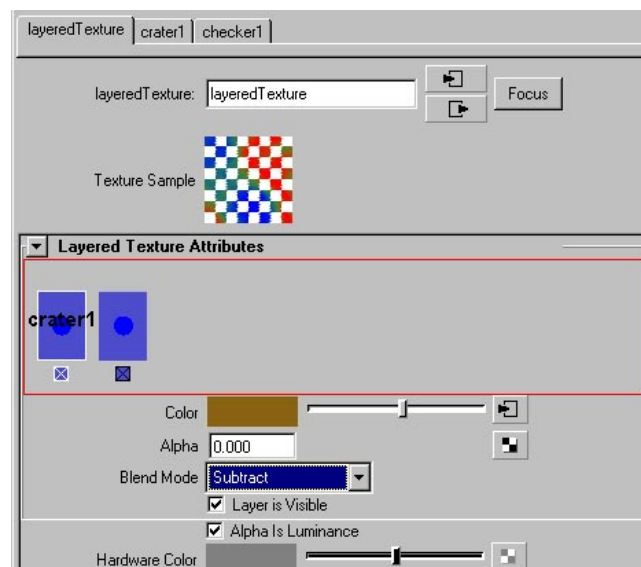 layeredTexture crater1 checker1
layeredTexture: layeredTexture Focus
Texture Sample
Layered Texture Attributes
crater1
Color
Alpha 0.000
Blend Mode Subtract
Layer is Visible
Alpha Is Luminance
Hardware Color